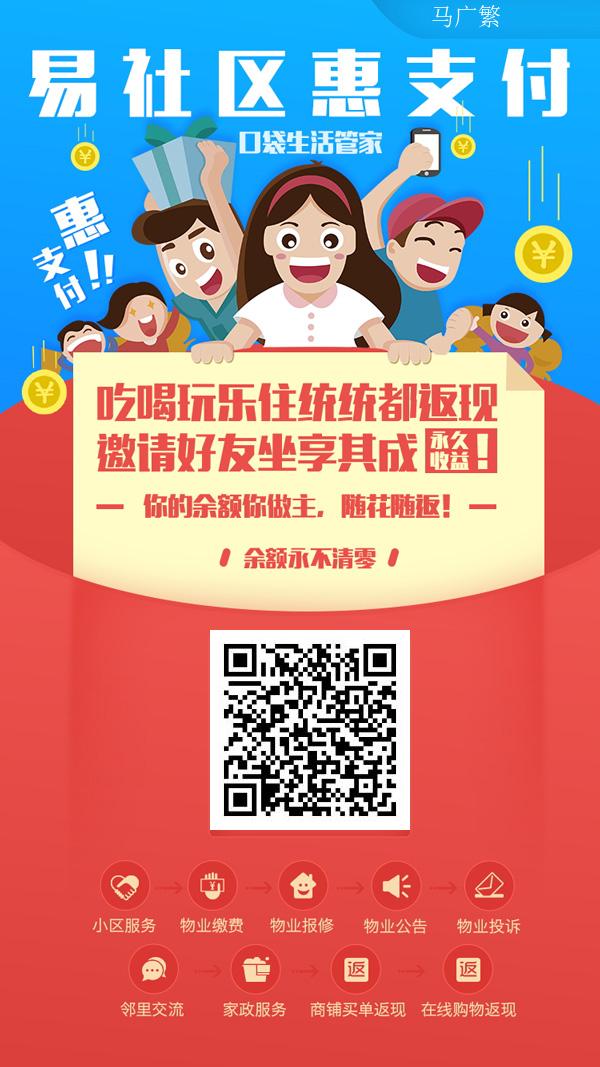 马广繁
易社区惠支付
口袋生活管家
惠
支付!!
吃喝玩乐住统统都返现
邀请好友坐享其成 永久收益!
你的余额你做主，随花随返！
余额永不清零
小区服务 物业缴费 物业报修 物业公告 物业投诉
返 返
邻里交流 家政服务 商铺买单返现 在线购物返现